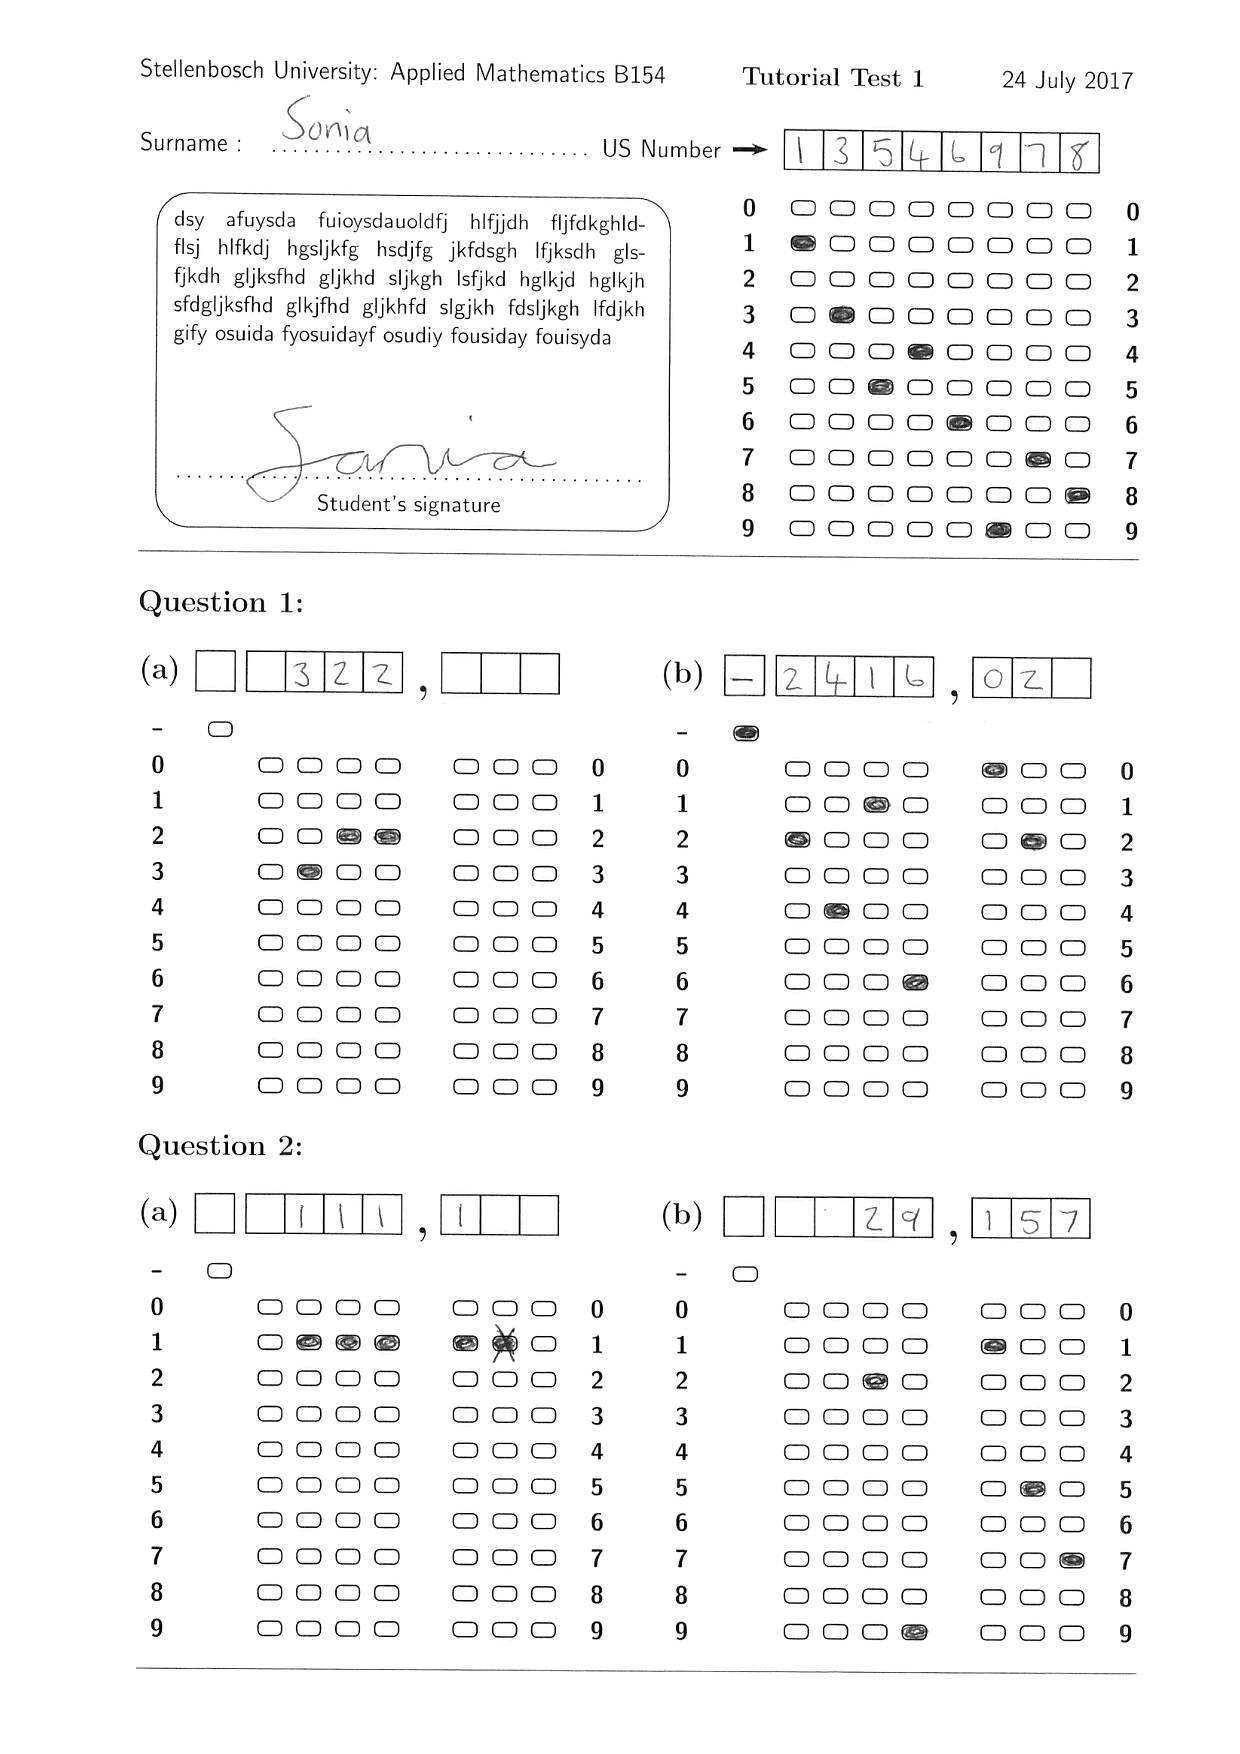 Stellenbosch University: Applied Mathematics B154 Tutorial Test 1 24 July 2017
Surname : Sonia US Number 1 3 5 4 6 9 7 8
dsy afuysda fuioysdauoldfj hlfjjdh fljfdkghld-
flsj hlfkdj hgsljkfg hsdjfg jkfdsgh lfjksdh gls-
fjkdh gljksfhd gljkhd sljkgh lsfjkd hglkjd hglkjh
sfdgljksfhd glkjfhd gljkhfd slgjkh fdsljkgh lfdjkh
gify osuida fyosuidayf osudiy fousiday fouisyda
Sonia
Student's signature
0 0
1 1
2 2
3 3
4 4
5 5
6 6
7 7
8 8
9 9
Question 1:
(a) 3 2 2 , (b) – 2 4 1 6 , 0 2
– –
0 0 0 0
1 1 1 1
2 2 2 2
3 3 3 3
4 4 4 4
5 5 5 5
6 6 6 6
7 7 7 7
8 8 8 8
9 9 9 9
Question 2:
(a) 1 1 1 , 1 (b) 2 9 , 1 5 7
– –
0 0 0 0
1 1 1 1
2 2 2 2
3 3 3 3
4 4 4 4
5 5 5 5
6 6 6 6
7 7 7 7
8 8 8 8
9 9 9 9